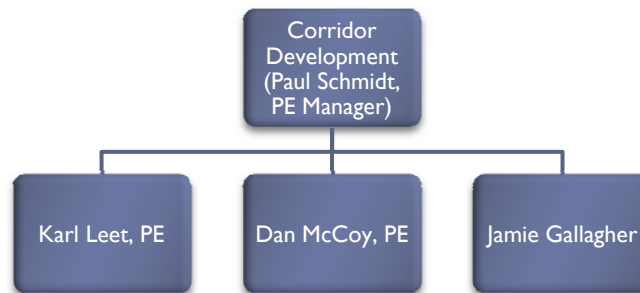 Corridor
Development
(Paul Schmidt,
PE Manager)
Karl Leet, PE
Dan McCoy, PE
Jamie Gallagher